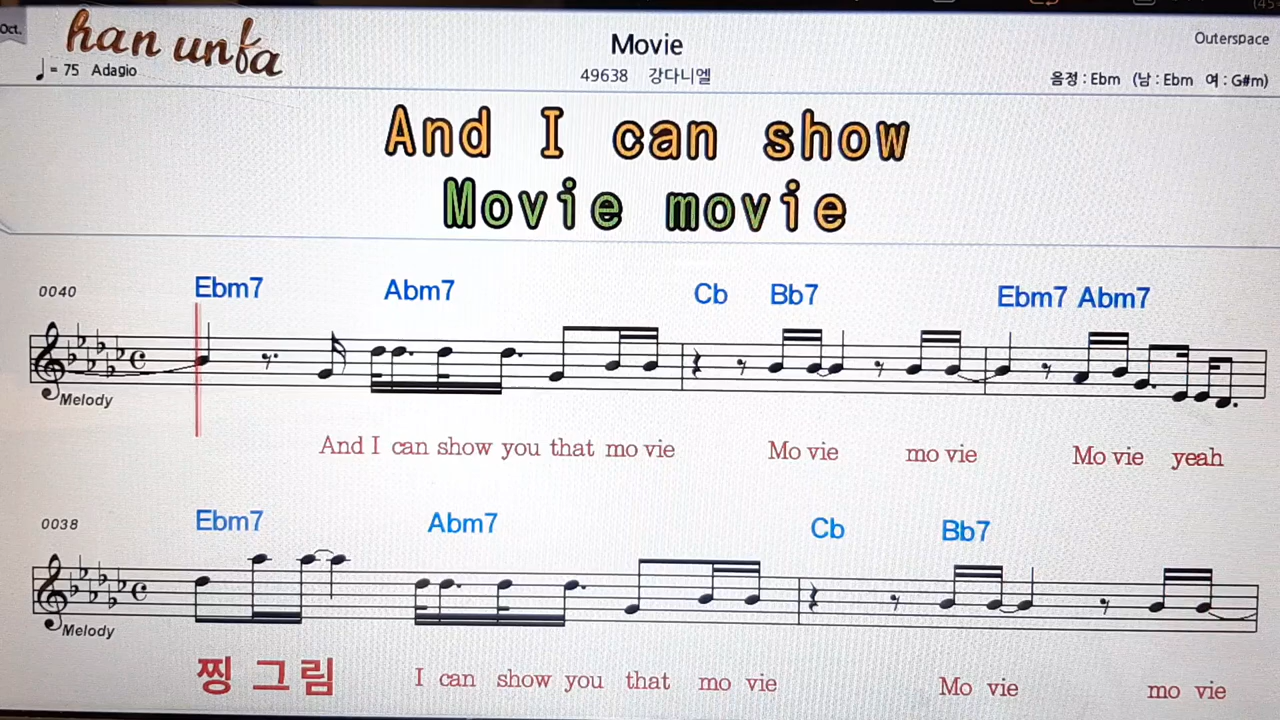 Oct.
han unfa
Movie
Outerspace
♩= 75 Adagio
49638 강다니엘
음정 : Ebm (남 : Ebm 여 : G#m)
And I can show
Movie movie
0040
Ebm7 Abm7 Cb Bb7 Ebm7 Abm7
Melody
And I can show you that mo vie Mo vie mo vie Mo vie yeah
0038
Ebm7 Abm7 Cb Bb7
Melody
찡 그림 I can show you that mo vie Mo vie mo vie